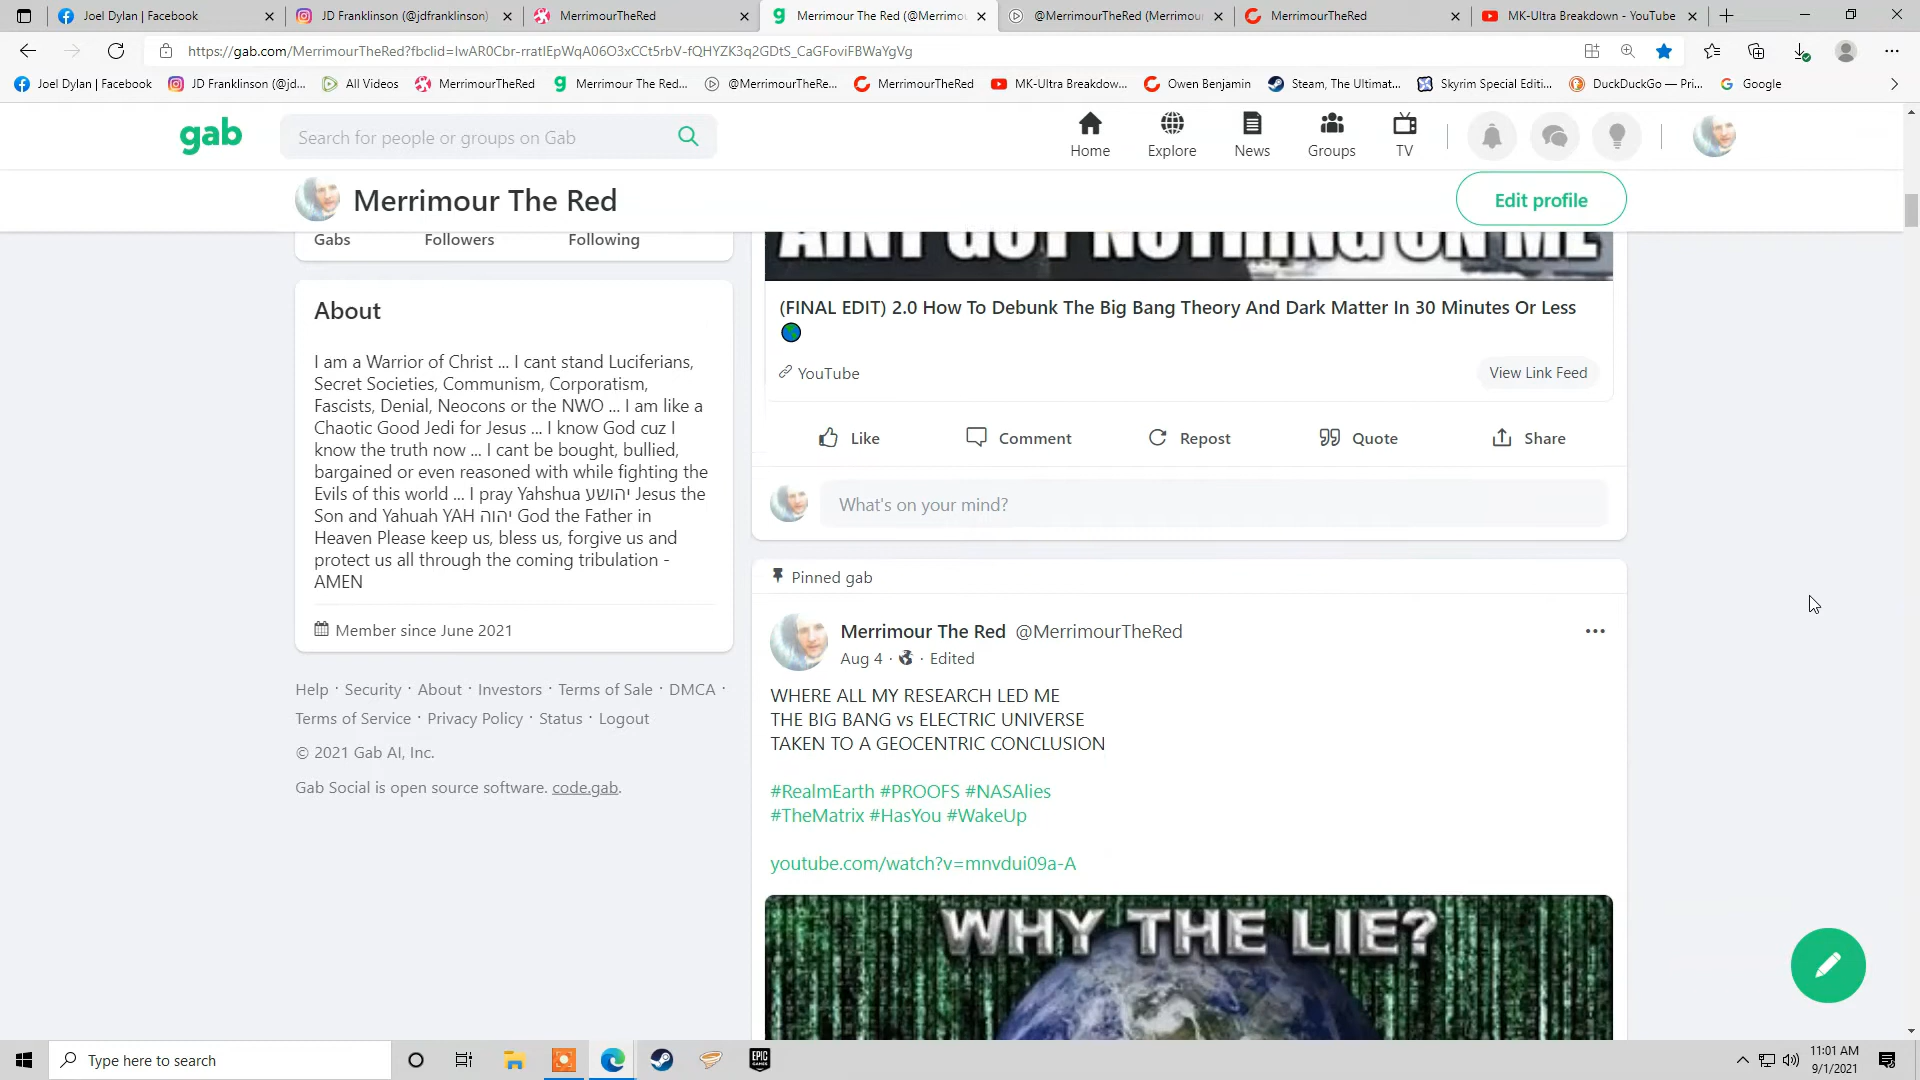 Joel Dylan | Facebook
JD Franklinson (@jdfranklinson)
MerrimourTheRed
Merrimour The Red (@Merrimo
@MerrimourTheRed (Merrimour
MerrimourTheRed
MK-Ultra Breakdown - YouTube
https://gab.com/MerrimourTheRed?fbclid=IwAR0Cbr-rratIEpWqA06O3xCCt5rbV-fQHYZK3q2GDtS_CaGFoviFBWaYgVg
Joel Dylan | Facebook
JD Franklinson (@jd...
All Videos
MerrimourTheRed
Merrimour The Red...
@MerrimourTheRe...
MerrimourTheRed
MK-Ultra Breakdow...
Owen Benjamin
Steam, The Ultimat...
Skyrim Special Editi...
DuckDuckGo — Pri...
Google
gab
Search for people or groups on Gab
Home
Explore
News
Groups
TV
Merrimour The Red
Edit profile
Gabs
Followers
Following
AINT GOT NOTHING ON ME
About
I am a Warrior of Christ ... I cant stand Luciferians,
Secret Societies, Communism, Corporatism,
Fascists, Denial, Neocons or the NWO ... I am like a
Chaotic Good Jedi for Jesus ... I know God cuz I
know the truth now ... I cant be bought, bullied,
bargained or even reasoned with while fighting the
Evils of this world ... I pray Yahshua יהושע Jesus the
Son and Yahuah YAH יהוה God the Father in
Heaven Please keep us, bless us, forgive us and
protect us all through the coming tribulation -
AMEN
Member since June 2021
Help · Security · About · Investors · Terms of Sale · DMCA ·
Terms of Service · Privacy Policy · Status · Logout
© 2021 Gab AI, Inc.
Gab Social is open source software. code.gab.
(FINAL EDIT) 2.0 How To Debunk The Big Bang Theory And Dark Matter In 30 Minutes Or Less
YouTube
View Link Feed
Like
Comment
Repost
Quote
Share
What's on your mind?
Pinned gab
Merrimour The Red @MerrimourTheRed
Aug 4 · · Edited
WHERE ALL MY RESEARCH LED ME
THE BIG BANG vs ELECTRIC UNIVERSE
TAKEN TO A GEOCENTRIC CONCLUSION
#RealmEarth #PROOFS #NASAlies
#TheMatrix #HasYou #WakeUp
youtube.com/watch?v=mnvdui09a-A
WHY THE LIE?
Type here to search
EPIC GAMES
11:01 AM
9/1/2021